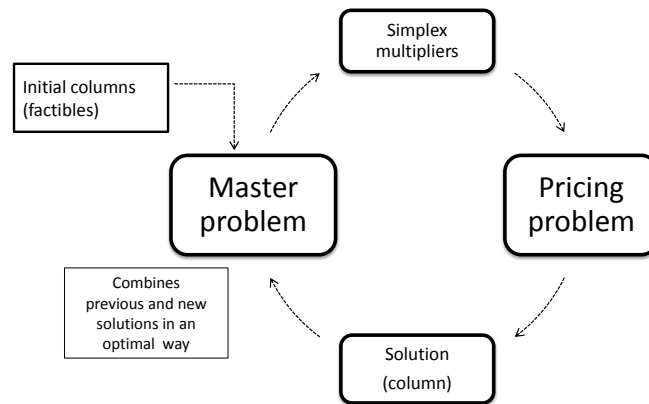 Simplex
multipliers
Initial columns
(factibles)
Master
problem
Pricing
problem
Combines
previous and new
solutions in an
optimal way
Solution
(column)